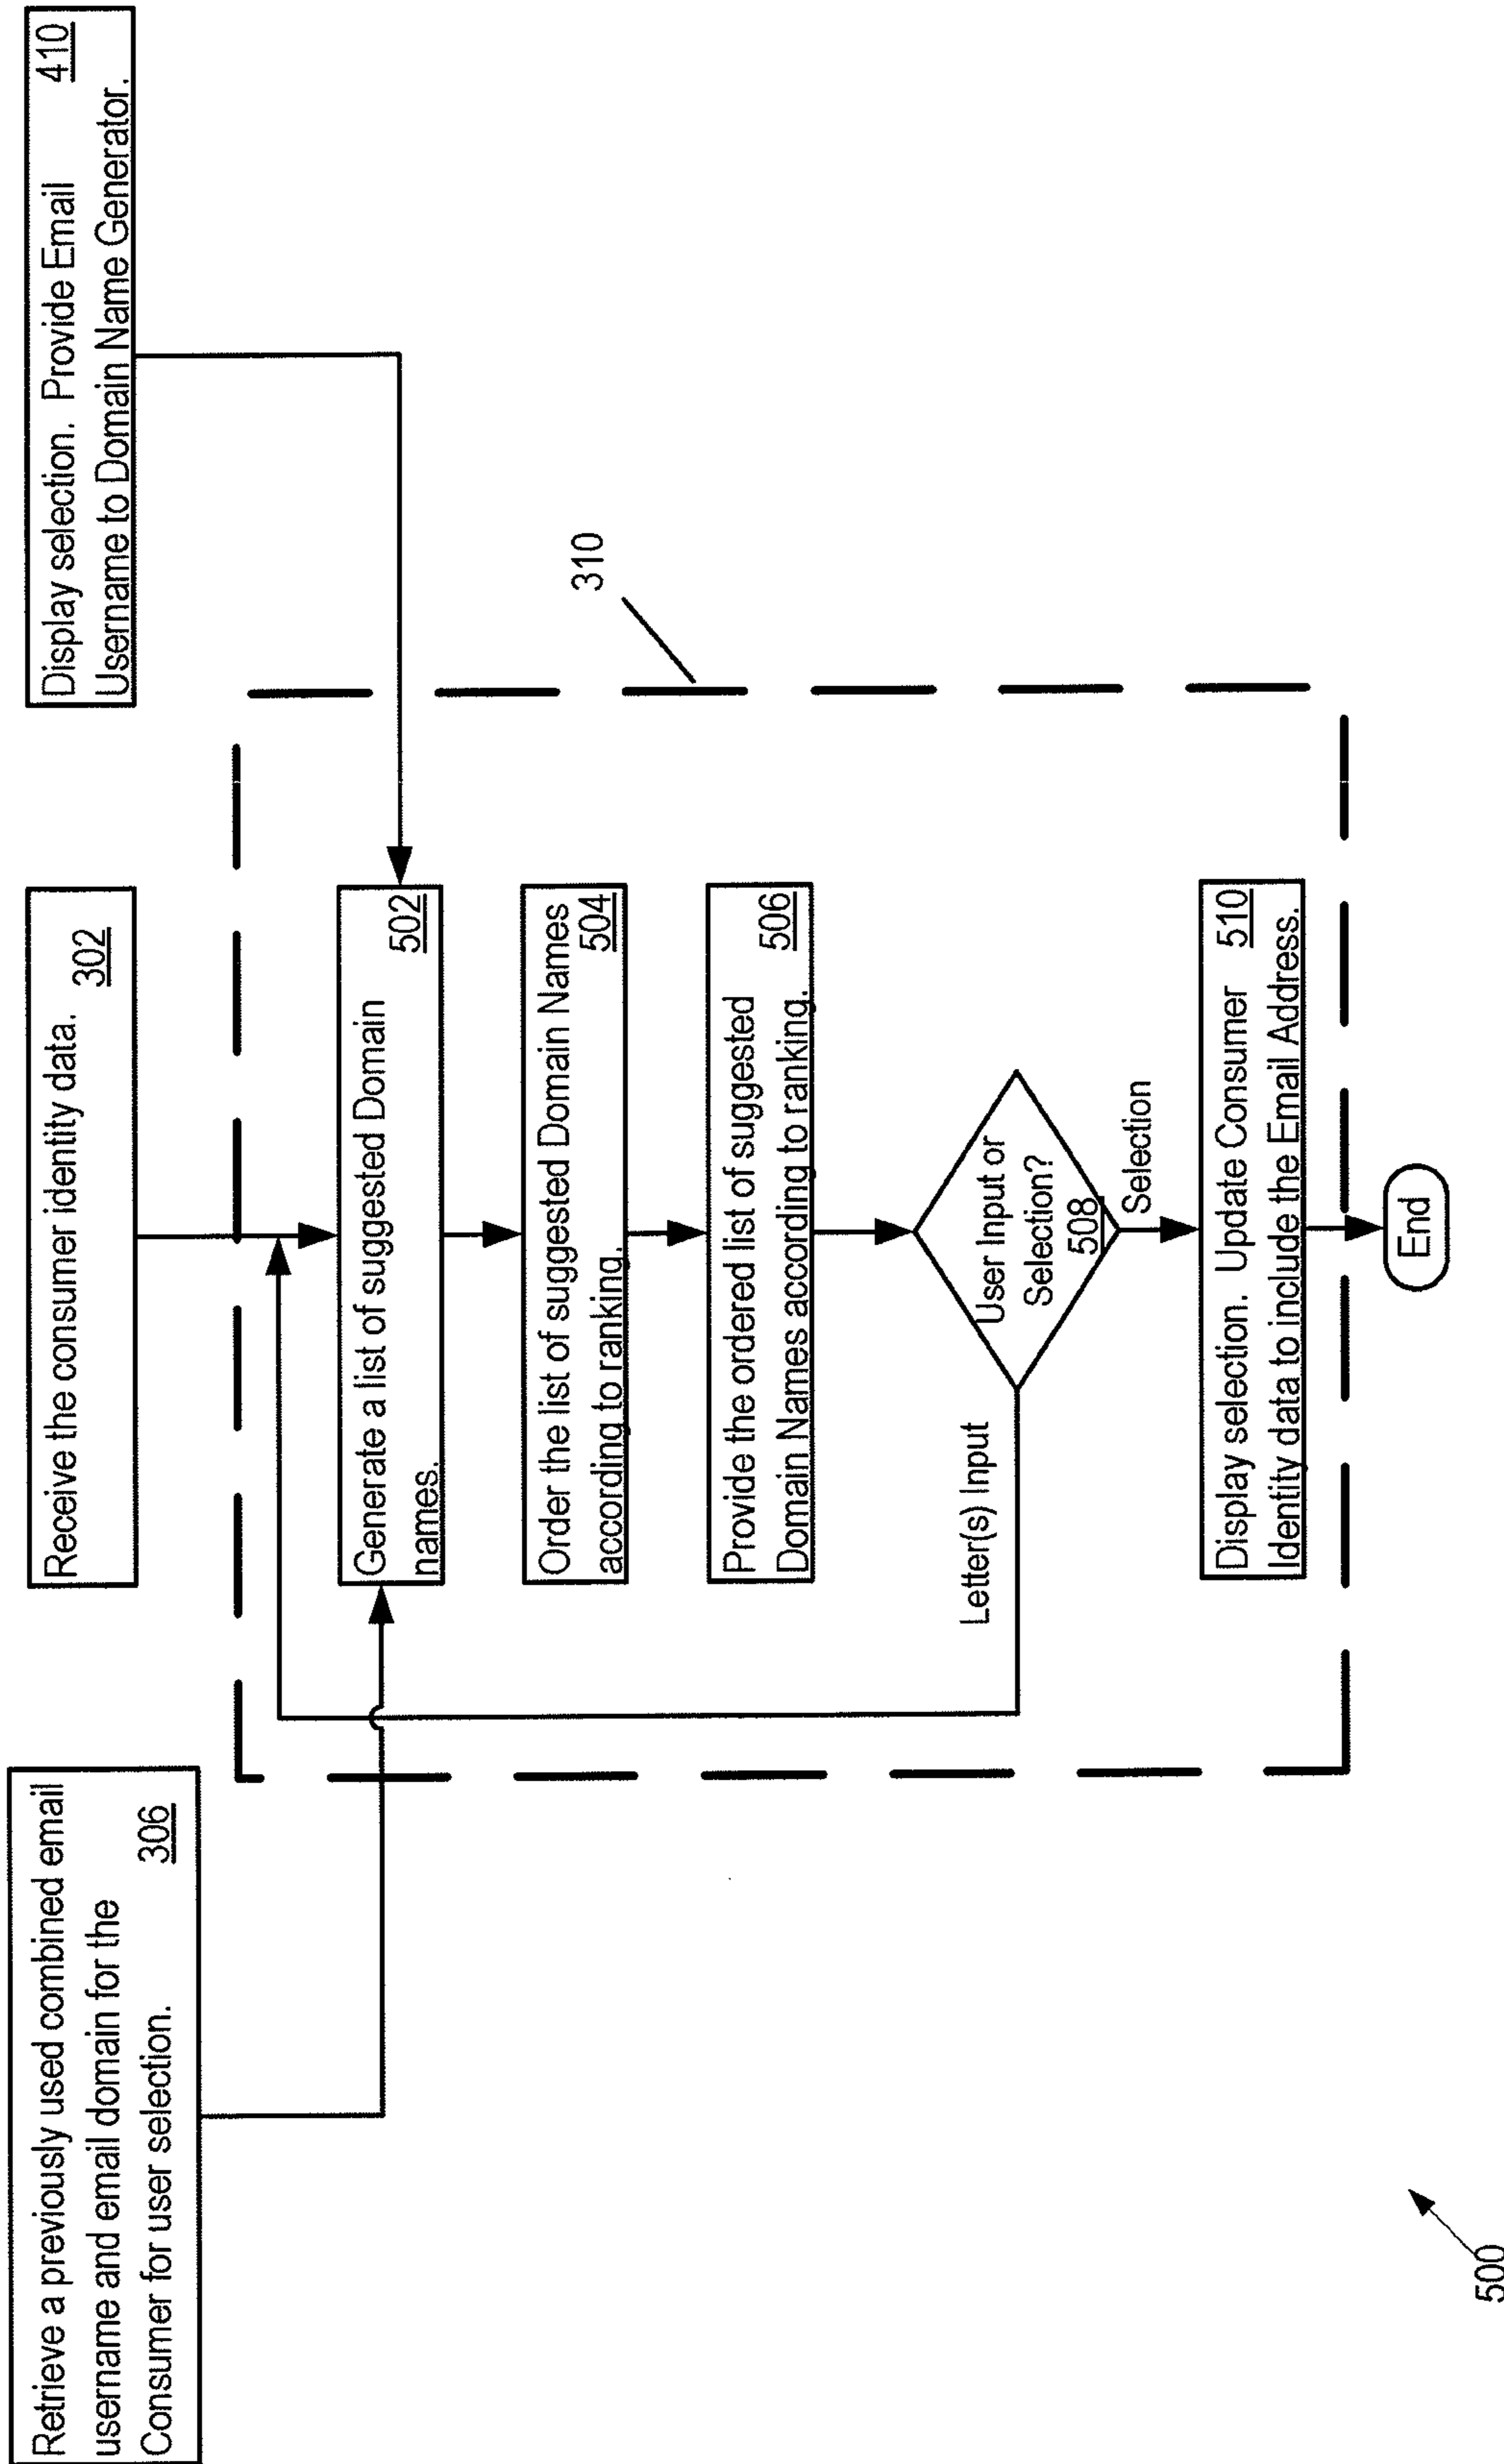 Retrieve a previously used combined email
username and email domain for the
Consumer for user selection.
306
Receive the consumer identity data.
302
Display selection. Provide Email
410
Username to Domain Name Generator.
310
Generate a list of suggested Domain
names.
502
Order the list of suggested Domain Names
according to ranking.
504
Provide the ordered list of suggested
506
Domain Names according to ranking.
User Input or
Selection?
508
Letter(s) Input
Selection
Display selection. Update Consumer
510
Identity data to include the Email Address.
End
500